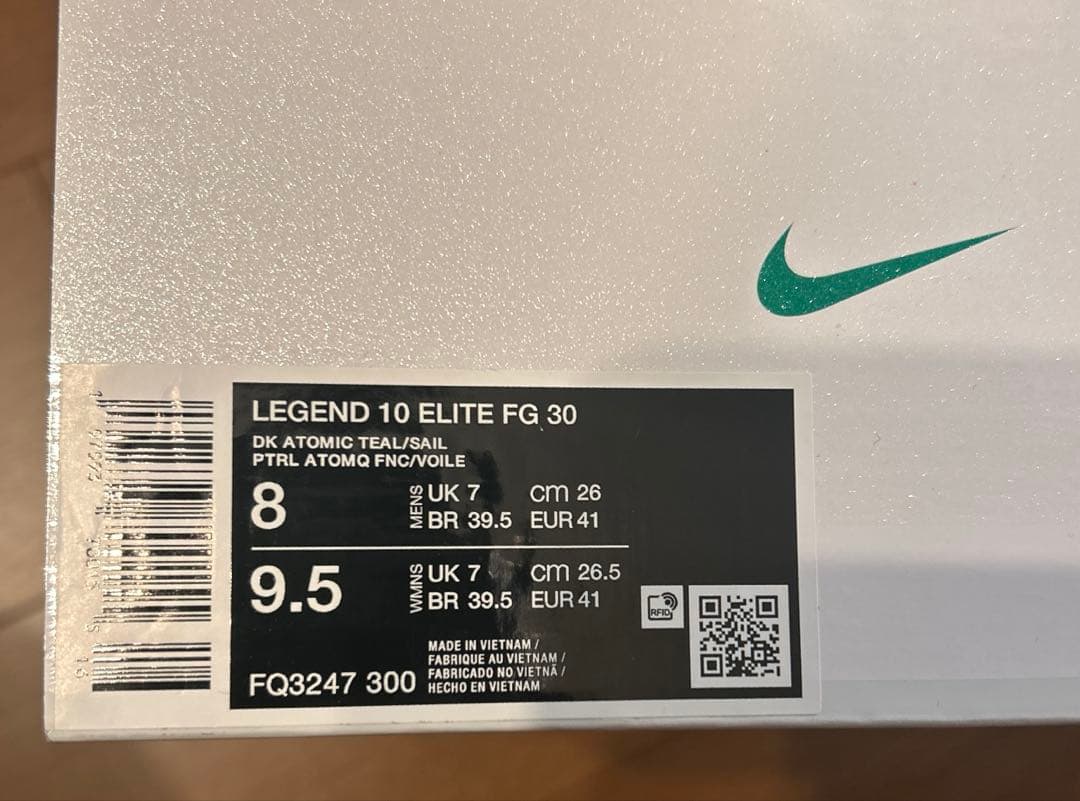 LEGEND 10 ELITE FG 30
DK ATOMIC TEAL/SAIL
PTRL ATOMQ FNC/VOILE
8
MENS
UK 7 cm 26
BR 39.5 EUR 41
9.5
WMNS
UK 7 cm 26.5
BR 39.5 EUR 41
RFID
FQ3247 300
MADE IN VIETNAM /
FABRIQUE AU VIETNAM /
FABRICADO NO VIETNÃ /
HECHO EN VIETNAM